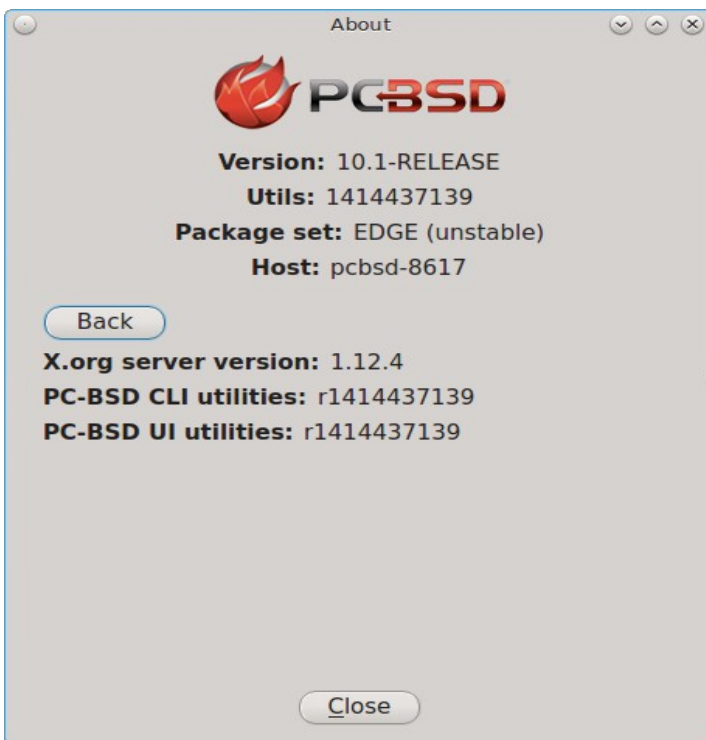 About
PCBSD
Version: 10.1-RELEASE
Utils: 1414437139
Package set: EDGE (unstable)
Host: pcbsd-8617
Back
X.org server version: 1.12.4
PC-BSD CLI utilities: r1414437139
PC-BSD UI utilities: r1414437139
Close